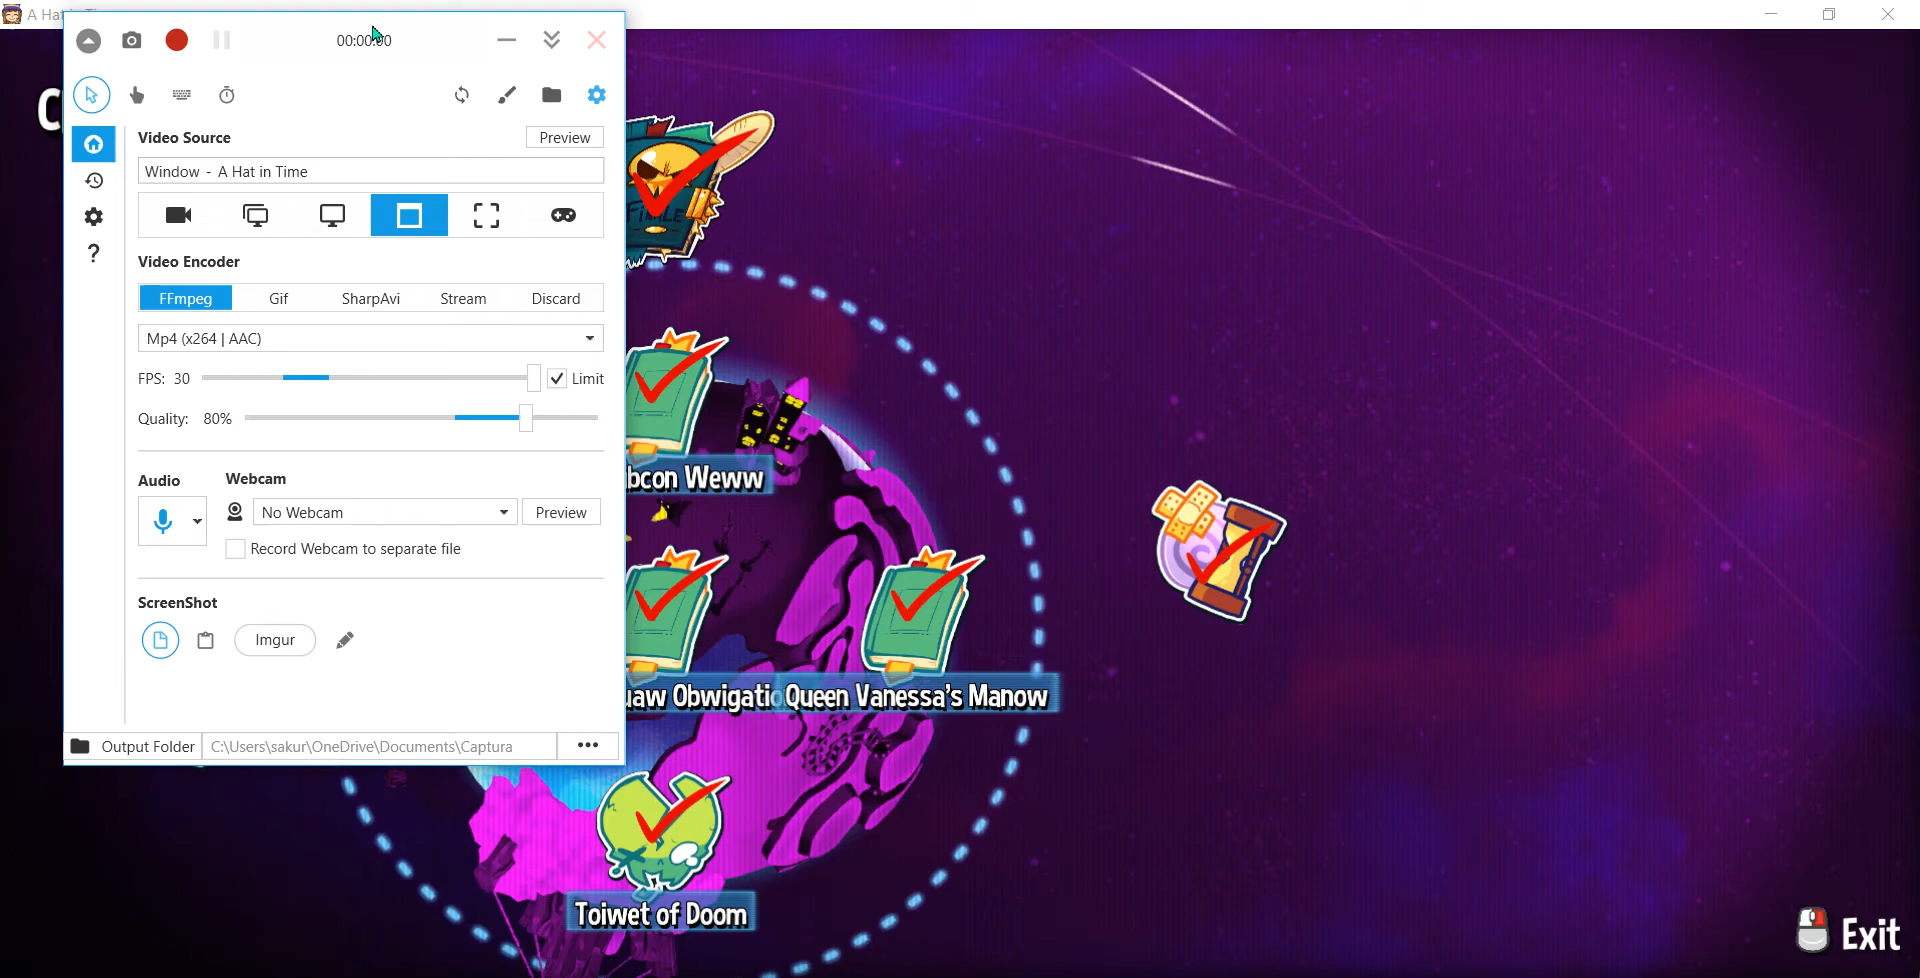 A Hat
00:00:00
Video Source
Preview
Window - A Hat in Time
Video Encoder
FFmpeg Gif SharpAvi Stream Discard
Mp4 (x264 | AAC)
FPS: 30
Limit
Quality: 80%
Audio
Webcam
No Webcam
Preview
Record Webcam to separate file
ScreenShot
Imgur
Output Folder C:\Users\sakur\OneDrive\Documents\Captura
bcon Weww
Obwigatio
Queen Vanessa's Manow
Toiwet of Doom
Exit